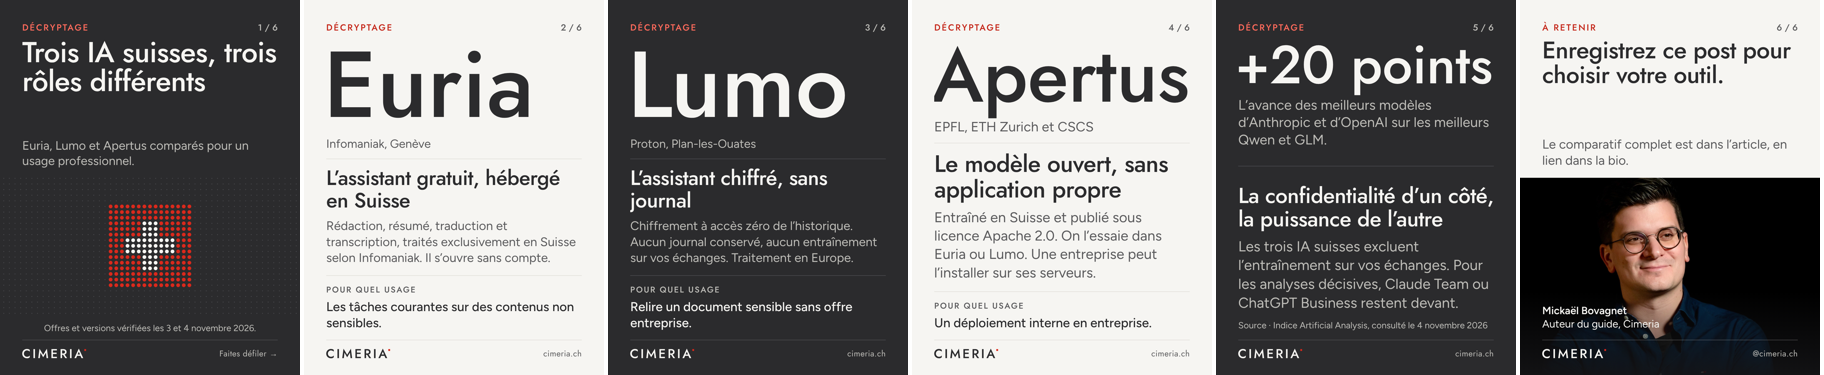 DÉCRYPTAGE
1 / 6
Trois IA suisses, trois
rôles différents
Euria, Lumo et Apertus comparés pour un
usage professionnel.
Offres et versions vérifiées les 3 et 4 novembre 2026.
CIMERIA
Faites défiler →
DÉCRYPTAGE
2 / 6
Euria
Infomaniak, Genève
L'assistant gratuit, hébergé
en Suisse
Rédaction, résumé, traduction et
transcription, traités exclusivement en Suisse
selon Infomaniak. Il s'ouvre sans compte.
POUR QUEL USAGE
Les tâches courantes sur des contenus non
sensibles.
CIMERIA
cimeria.ch
DÉCRYPTAGE
3 / 6
Lumo
Proton, Plan-les-Ouates
L'assistant chiffré, sans
journal
Chiffrement à accès zéro de l'historique.
Aucun journal conservé, aucun entraînement
sur vos échanges. Traitement en Europe.
POUR QUEL USAGE
Relire un document sensible sans offre
entreprise.
CIMERIA
cimeria.ch
DÉCRYPTAGE
4 / 6
Apertus
EPFL, ETH Zurich et CSCS
Le modèle ouvert, sans
application propre
Entraîné en Suisse et publié sous
licence Apache 2.0. On l'essaie dans
Euria ou Lumo. Une entreprise peut
l'installer sur ses serveurs.
POUR QUEL USAGE
Un déploiement interne en entreprise.
CIMERIA
cimeria.ch
DÉCRYPTAGE
5 / 6
+20 points
L'avance des meilleurs modèles
d'Anthropic et d'OpenAI sur les meilleurs
Qwen et GLM.
La confidentialité d'un côté,
la puissance de l'autre
Les trois IA suisses excluent
l'entraînement sur vos échanges. Pour
les analyses décisives, Claude Team ou
ChatGPT Business restent devant.
Source · Indice Artificial Analysis, consulté le 4 novembre 2026
CIMERIA
cimeria.ch
À RETENIR
6 / 6
Enregistrez ce post pour
choisir votre outil.
Le comparatif complet est dans l'article, en
lien dans la bio.
Mickaël Bovagnet
Auteur du guide, Cimeria
CIMERIA
@cimeria.ch